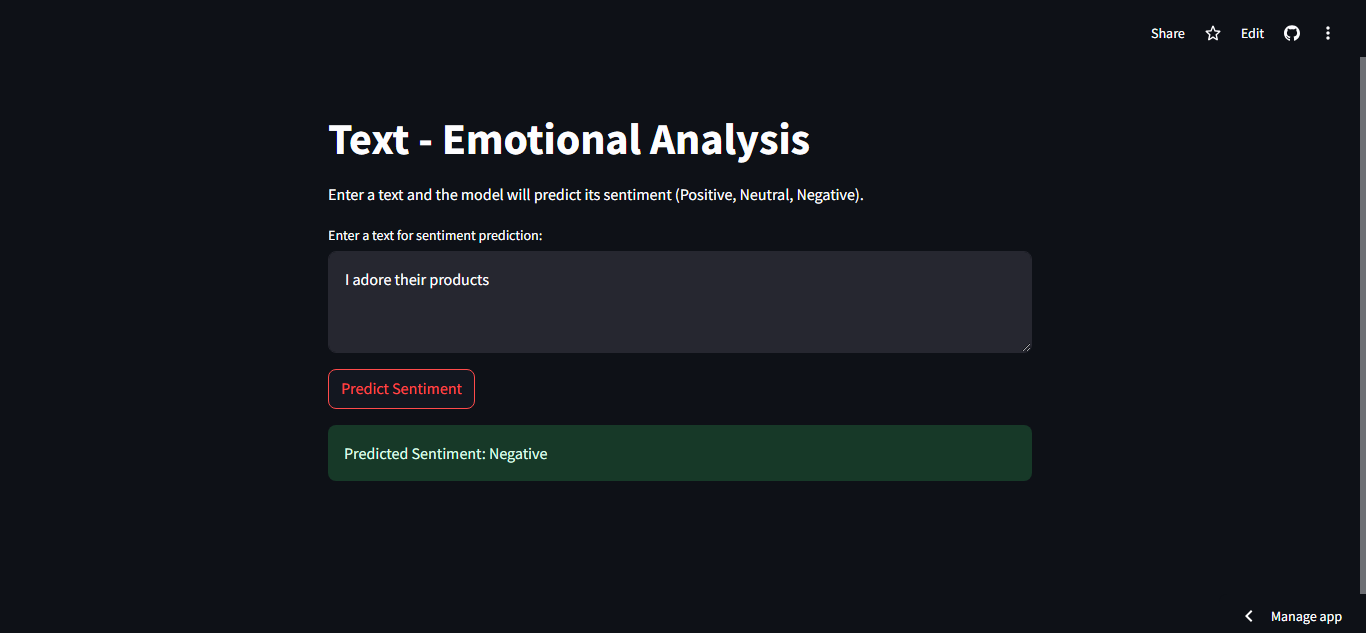 Share Edit
Text - Emotional Analysis
Enter a text and the model will predict its sentiment (Positive, Neutral, Negative).
Enter a text for sentiment prediction:
I adore their products
Predict Sentiment
Predicted Sentiment: Negative
Manage app